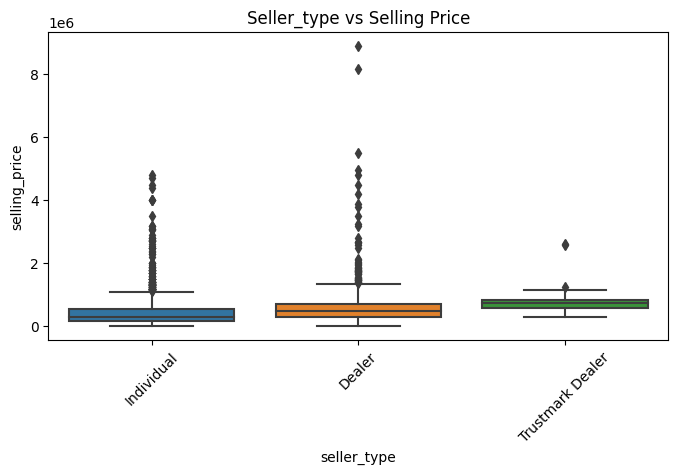 Seller_type vs Selling Price
1e6
8
6
4
2
0
selling_price
Individual
Dealer
Trustmark Dealer
seller_type